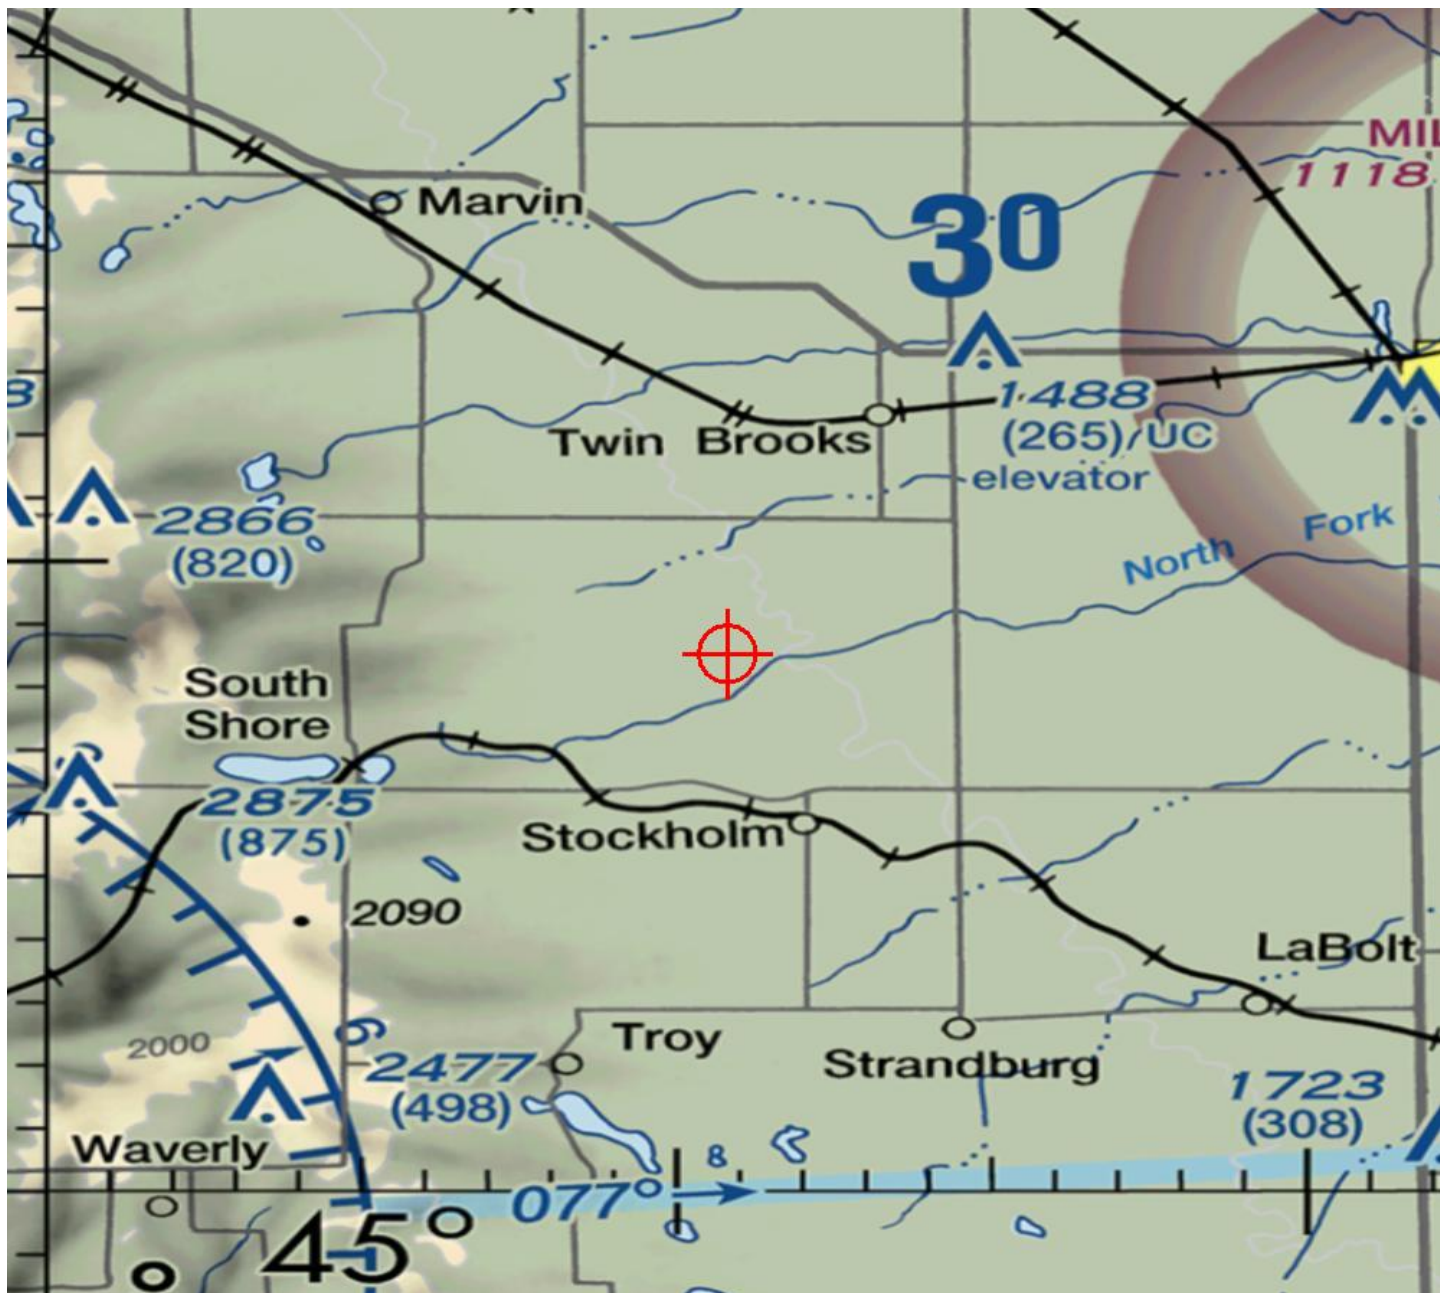 MIL
1118
Marvin
30
1488
(265) UC
elevator
Twin Brooks
2866
(820)
North Fork
South
Shore
2875
(875)
Stockholm
2090
LaBolt
Troy
2000
6
2477
(498)
Strandburg
1723
(308)
Waverly
8
077°
45°